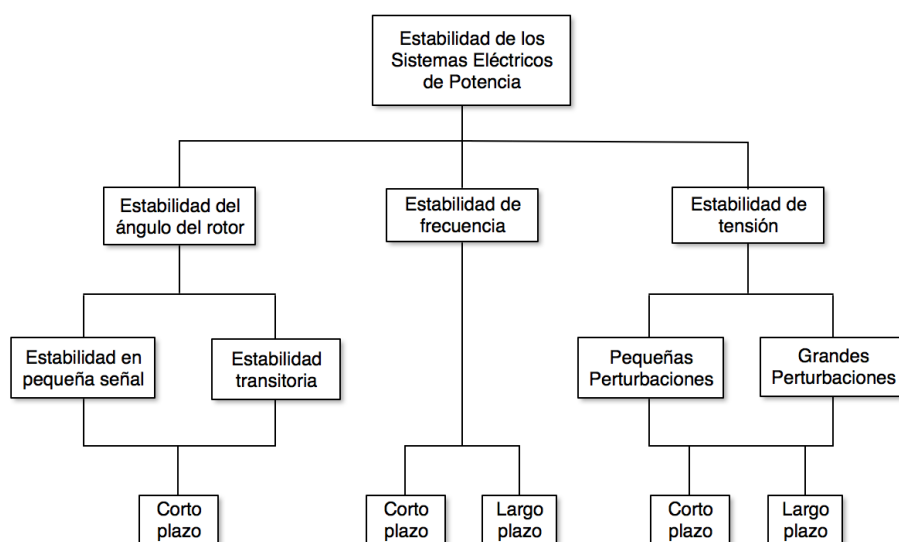 Estabilidad de los
Sistemas Eléctricos
de Potencia
Estabilidad del
ángulo del rotor
Estabilidad de
frecuencia
Estabilidad de
tensión
Estabilidad en
pequeña señal
Estabilidad
transitoria
Pequeñas
Perturbaciones
Grandes
Perturbaciones
Corto
plazo
Corto
plazo
Largo
plazo
Corto
plazo
Largo
plazo